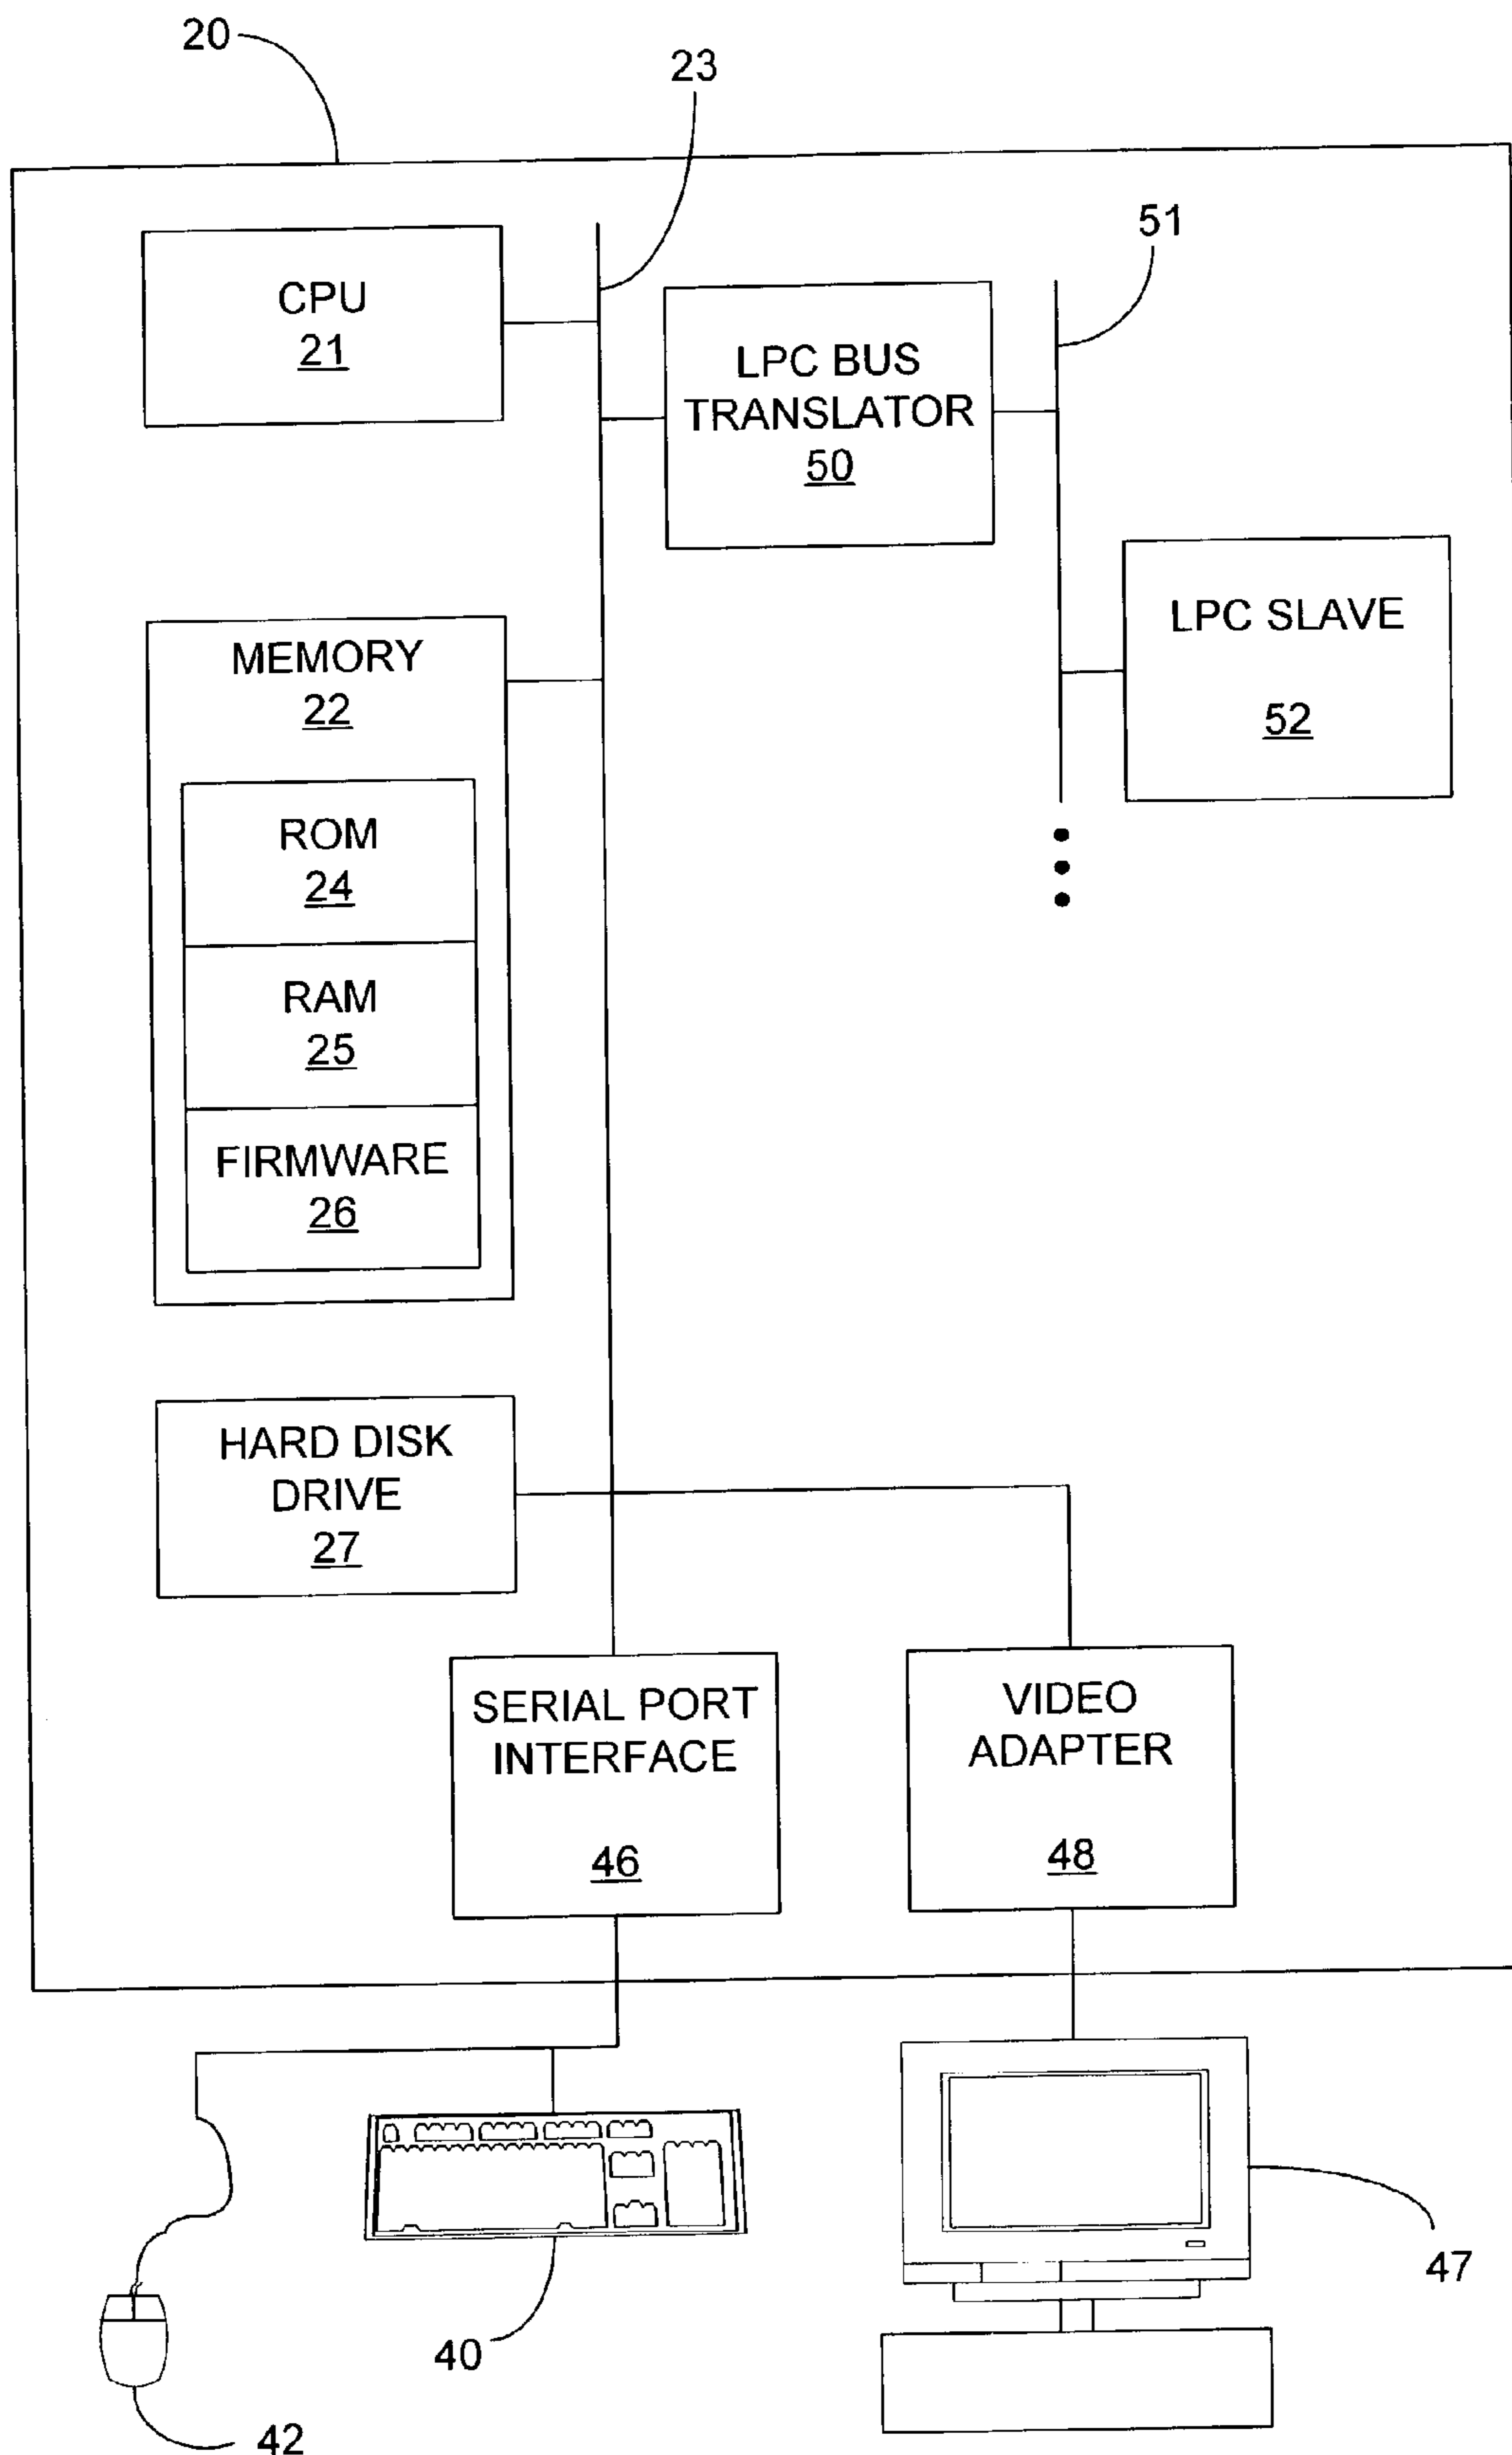 20
23
51
CPU
21
LPC BUS
TRANSLATOR
50
LPC SLAVE
52
MEMORY
22
ROM
24
RAM
25
FIRMWARE
26
HARD DISK
DRIVE
27
SERIAL PORT
INTERFACE
46
VIDEO
ADAPTER
48
47
40
42